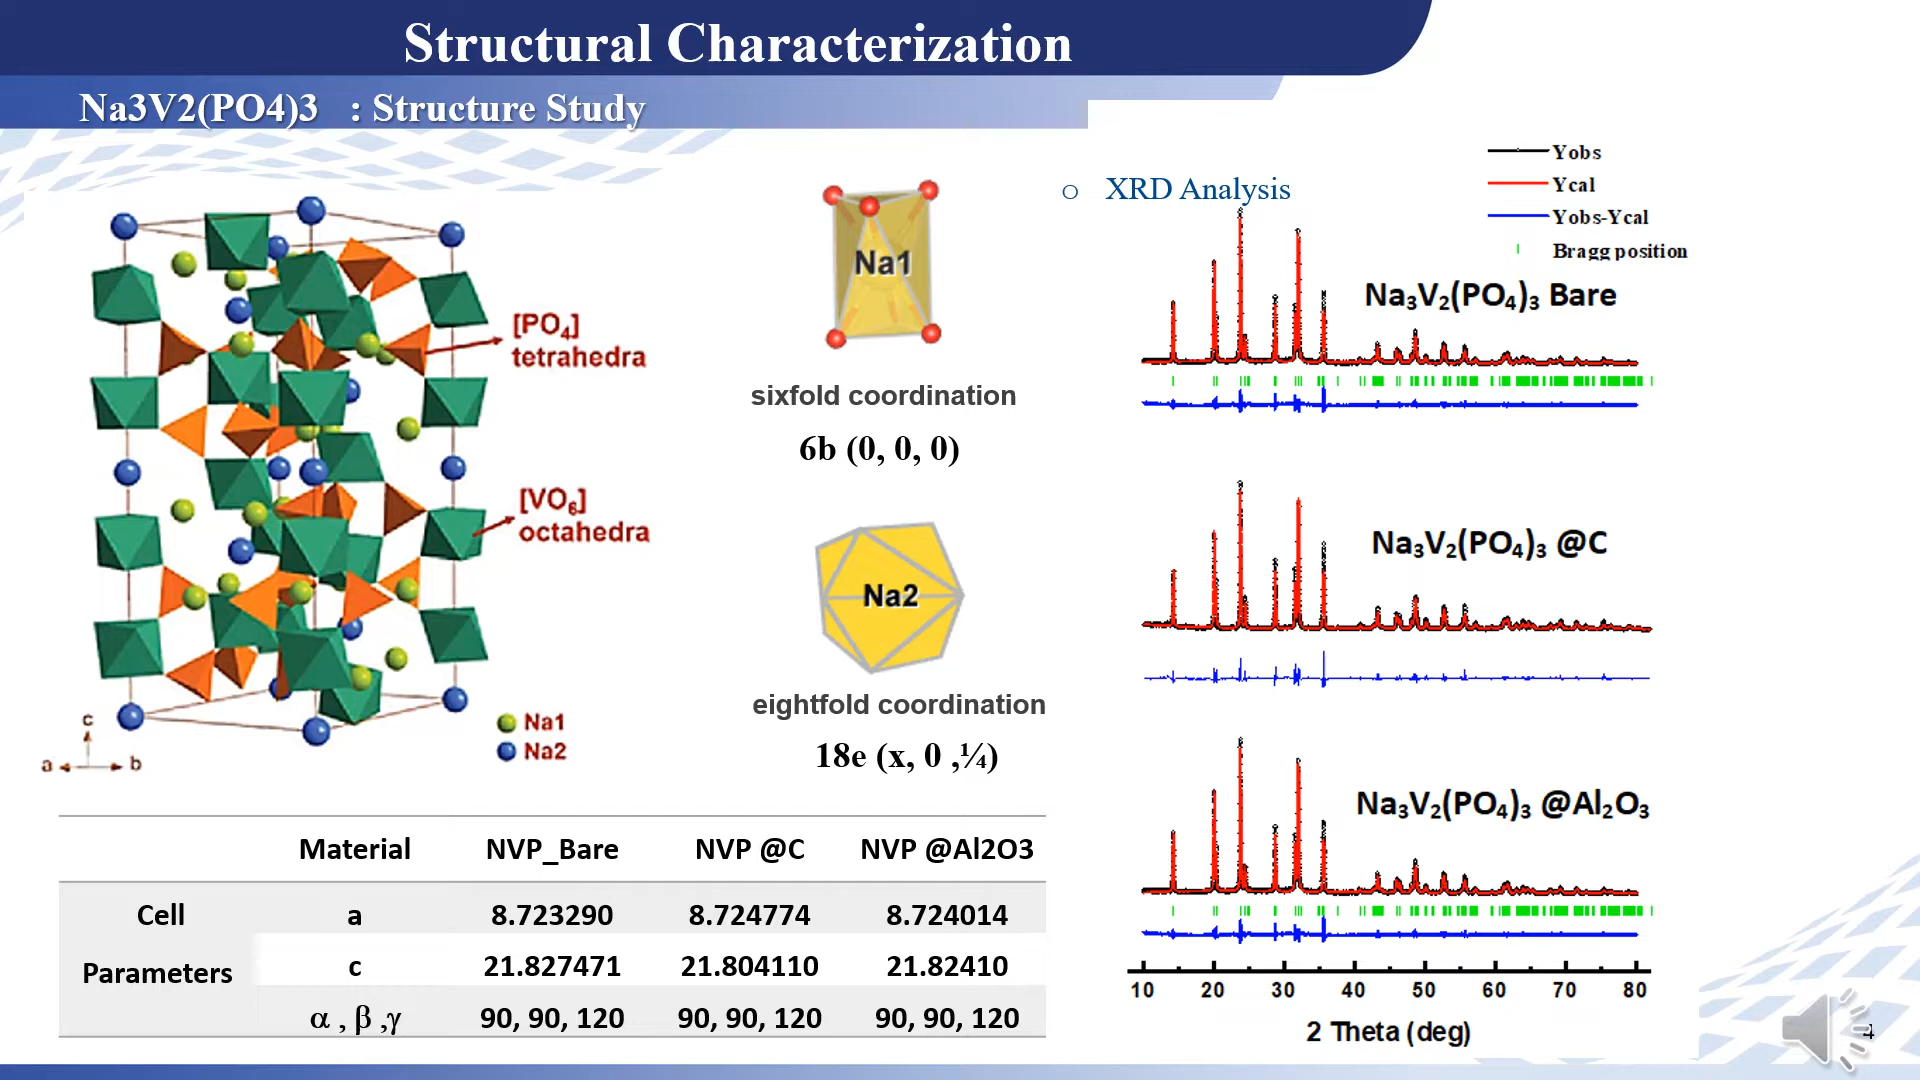 Structural Characterization
Na3V2(PO4)3 : Structure Study
[PO₄]
tetrahedra
[VO₆]
octahedra
Na1
Na2
c
a
b
Na1
sixfold coordination
6b (0, 0, 0)
Na2
eightfold coordination
18e (x, 0 ,¼)
o XRD Analysis
Yobs
Ycal
Yobs-Ycal
Bragg position
Na₃V₂(PO₄)₃ Bare
Na₃V₂(PO₄)₃ @C
Na₃V₂(PO₄)₃ @Al₂O₃
10 20 30 40 50 60 70 80
2 Theta (deg)
Material NVP_Bare NVP @C NVP @Al2O3
Cell a 8.723290 8.724774 8.724014
Parameters c 21.827471 21.804110 21.82410
α , β ,γ 90, 90, 120 90, 90, 120 90, 90, 120
4